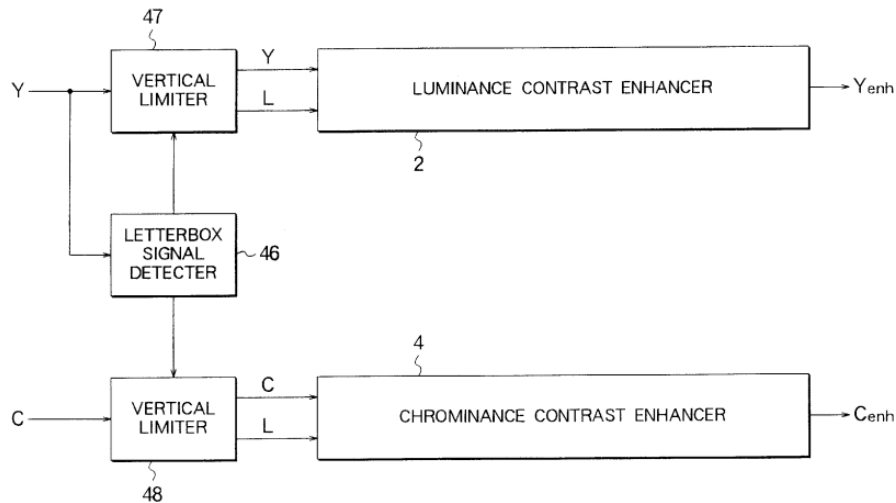 47
Y
VERTICAL
LIMITER
Y
L
LUMINANCE CONTRAST ENHANCER
Yenh
2
LETTERBOX
SIGNAL
DETECTER
46
4
C
VERTICAL
LIMITER
C
L
CHROMINANCE CONTRAST ENHANCER
Cenh
48